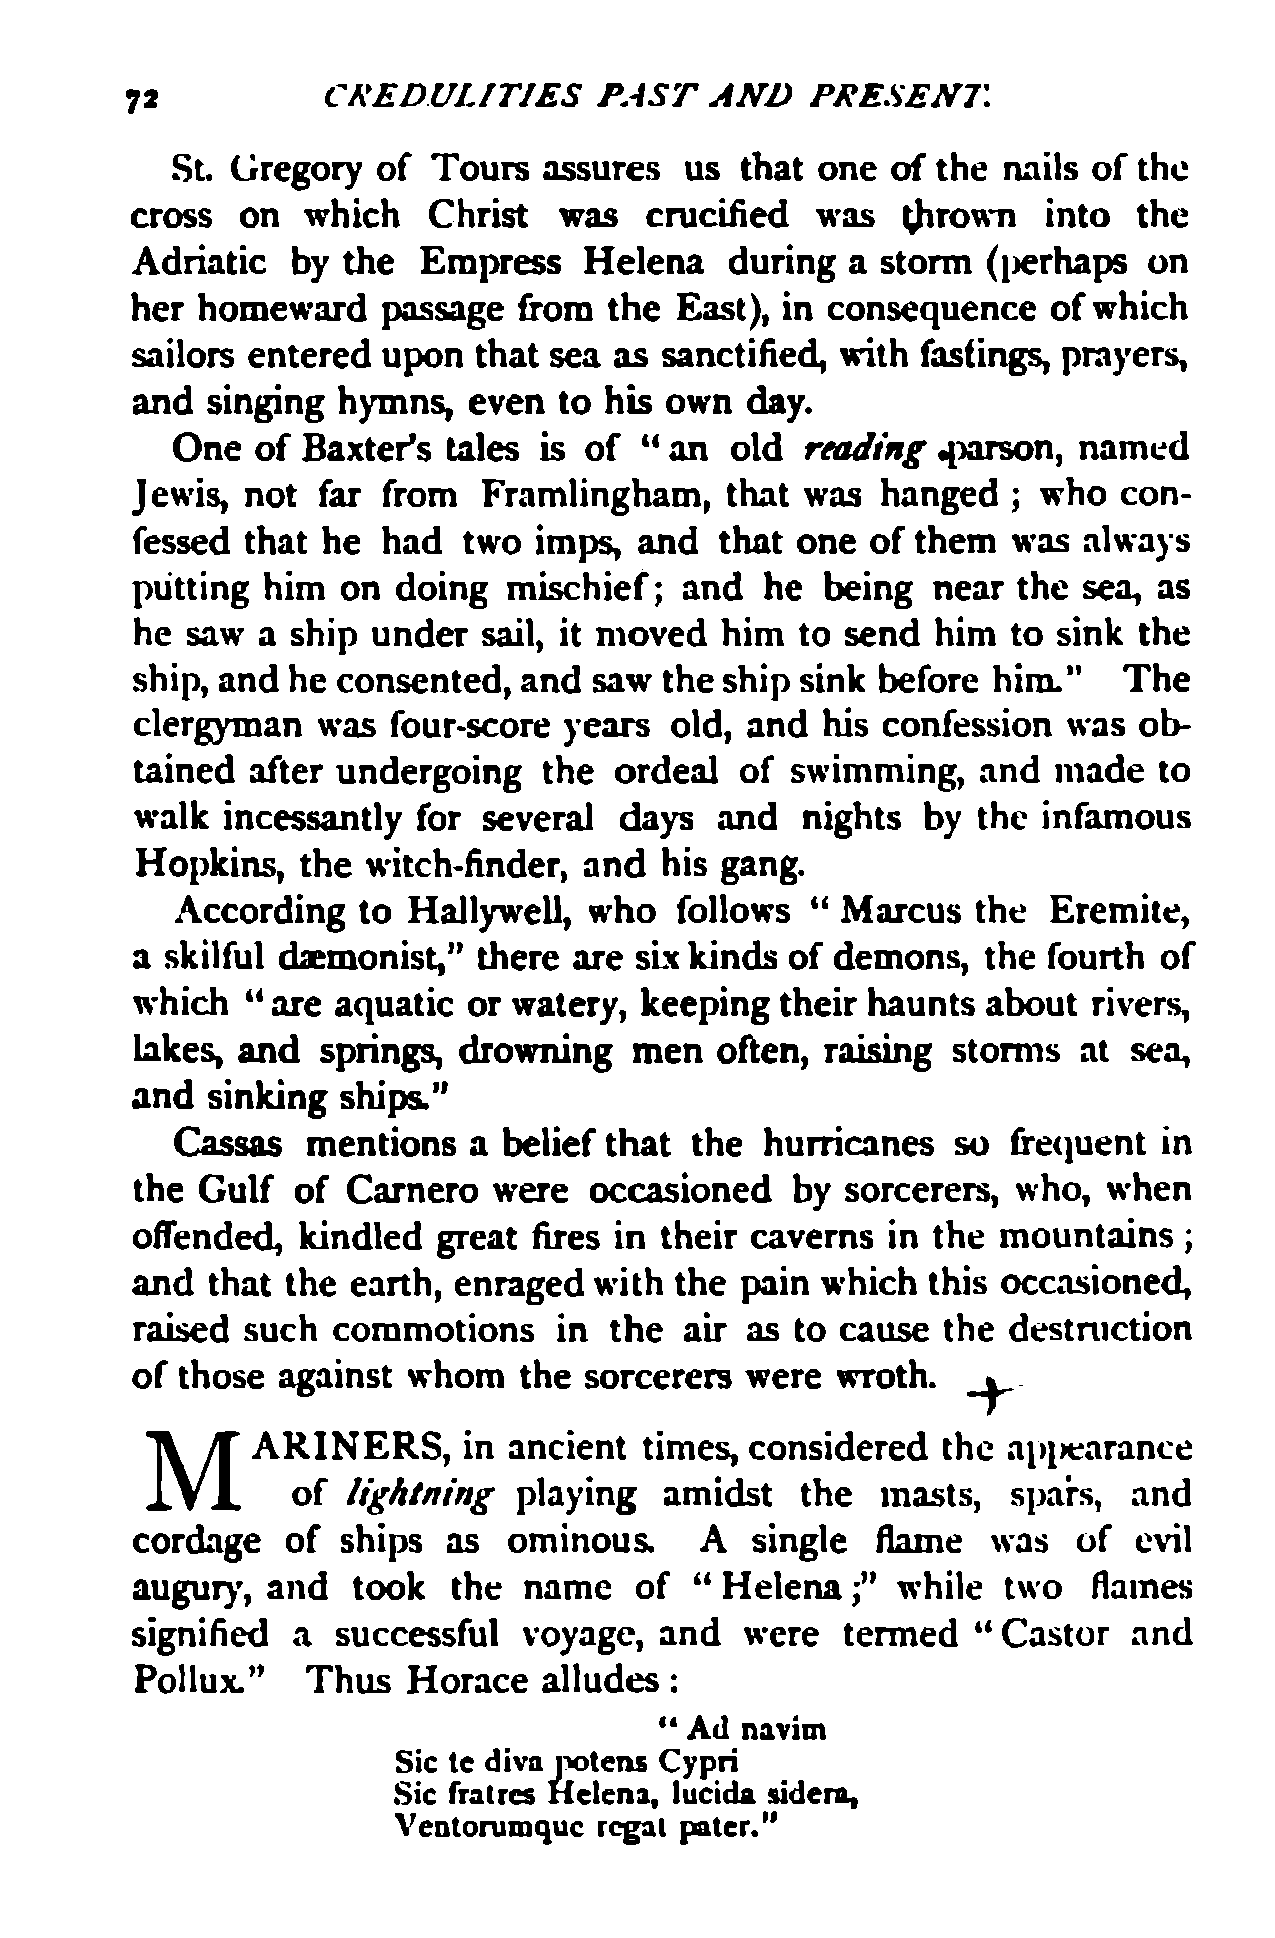 72 CREDULITIES PAST AND PRESENT.
St. Gregory of Tours assures us that one of the nails of the
cross on which Christ was crucified was thrown into the
Adriatic by the Empress Helena during a storm (perhaps on
her homeward passage from the East), in consequence of which
sailors entered upon that sea as sanctified, with fastings, prayers,
and singing hymns, even to his own day.
One of Baxter's tales is of "an old reading parson, named
Jewis, not far from Framlingham, that was hanged; who con-
fessed that he had two imps, and that one of them was always
putting him on doing mischief; and he being near the sea, as
he saw a ship under sail, it moved him to send him to sink the
ship, and he consented, and saw the ship sink before him." The
clergyman was four-score years old, and his confession was ob-
tained after undergoing the ordeal of swimming, and made to
walk incessantly for several days and nights by the infamous
Hopkins, the witch-finder, and his gang.
According to Hallywell, who follows "Marcus the Eremite,
a skilful dæmonist," there are six kinds of demons, the fourth of
which "are aquatic or watery, keeping their haunts about rivers,
lakes, and springs, drowning men often, raising storms at sea,
and sinking ships."
Cassas mentions a belief that the hurricanes so frequent in
the Gulf of Carnero were occasioned by sorcerers, who, when
offended, kindled great fires in their caverns in the mountains;
and that the earth, enraged with the pain which this occasioned,
raised such commotions in the air as to cause the destruction
of those against whom the sorcerers were wroth.
MARINERS, in ancient times, considered the appearance
of lightning playing amidst the masts, spars, and
cordage of ships as ominous. A single flame was of evil
augury, and took the name of "Helena;" while two flames
signified a successful voyage, and were termed "Castor and
Pollux." Thus Horace alludes:
"Ad navim
Sic te diva potens Cypri
Sic fratres Helena, lucida sidera,
Ventorumque regat pater."